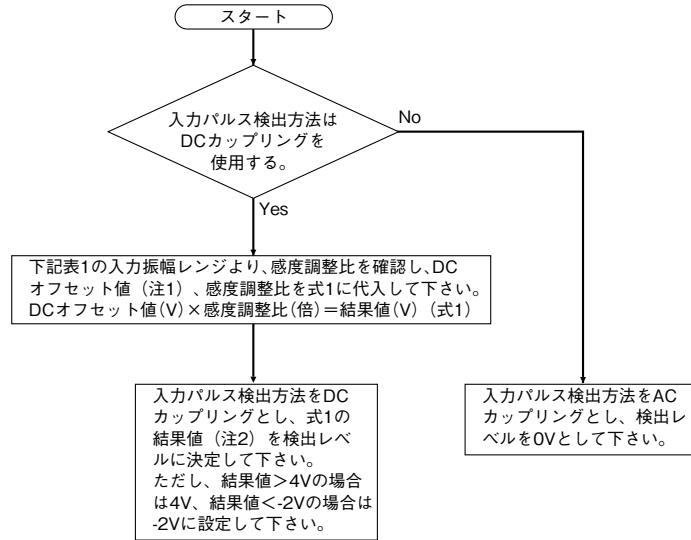 スタート
入力パルス検出方法は
DCカップリングを
使用する。
No
Yes
下記表1の入力振幅レンジより、感度調整比を確認し、DC
オフセット値（注1）、感度調整比を式1に代入して下さい。
DCオフセット値(V)×感度調整比(倍)＝結果値(V)（式1）
入力パルス検出方法をDC
カップリングとし、式1の
結果値（注2）を検出レベ
ルに決定して下さい。
ただし、結果値＞4Vの場合
は4V、結果値＜-2Vの場合は
-2Vに設定して下さい。
入力パルス検出方法をAC
カップリングとし、検出レ
ベルを0Vとして下さい。